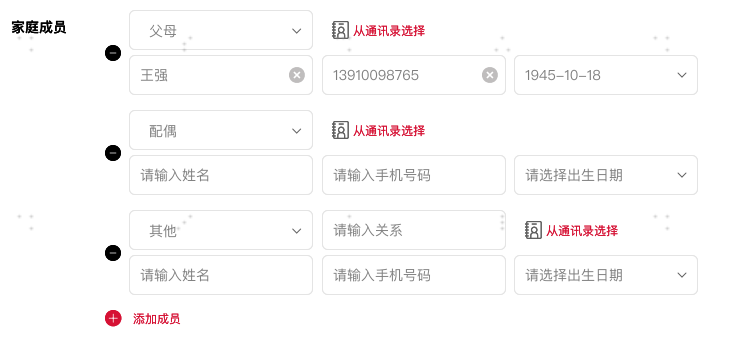 家庭成员
父母 从通讯录选择
王强 13910098765 1945-10-18
配偶 从通讯录选择
请输入姓名 请输入手机号码 请选择出生日期
其他 请输入关系 从通讯录选择
请输入姓名 请输入手机号码 请选择出生日期
添加成员